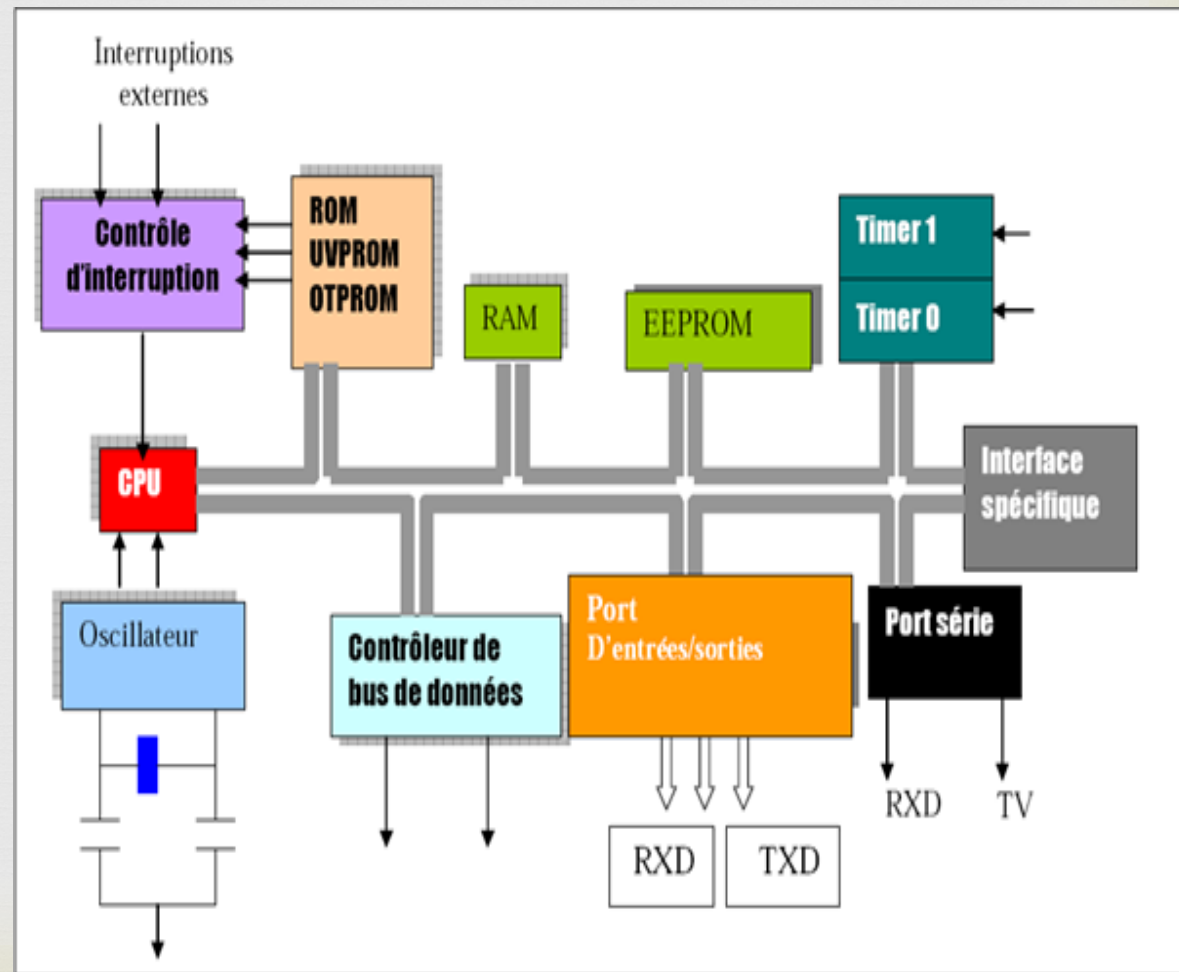 Interruptions
externes
Contrôle
d'interruption
ROM
UVPROM
OTPROM
RAM
EEPROM
Timer 1
Timer 0
CPU
Interface
spécifique
Oscillateur
Contrôleur de
bus de données
Port
D'entrées/sorties
Port série
RXD
TXD
RXD
TV